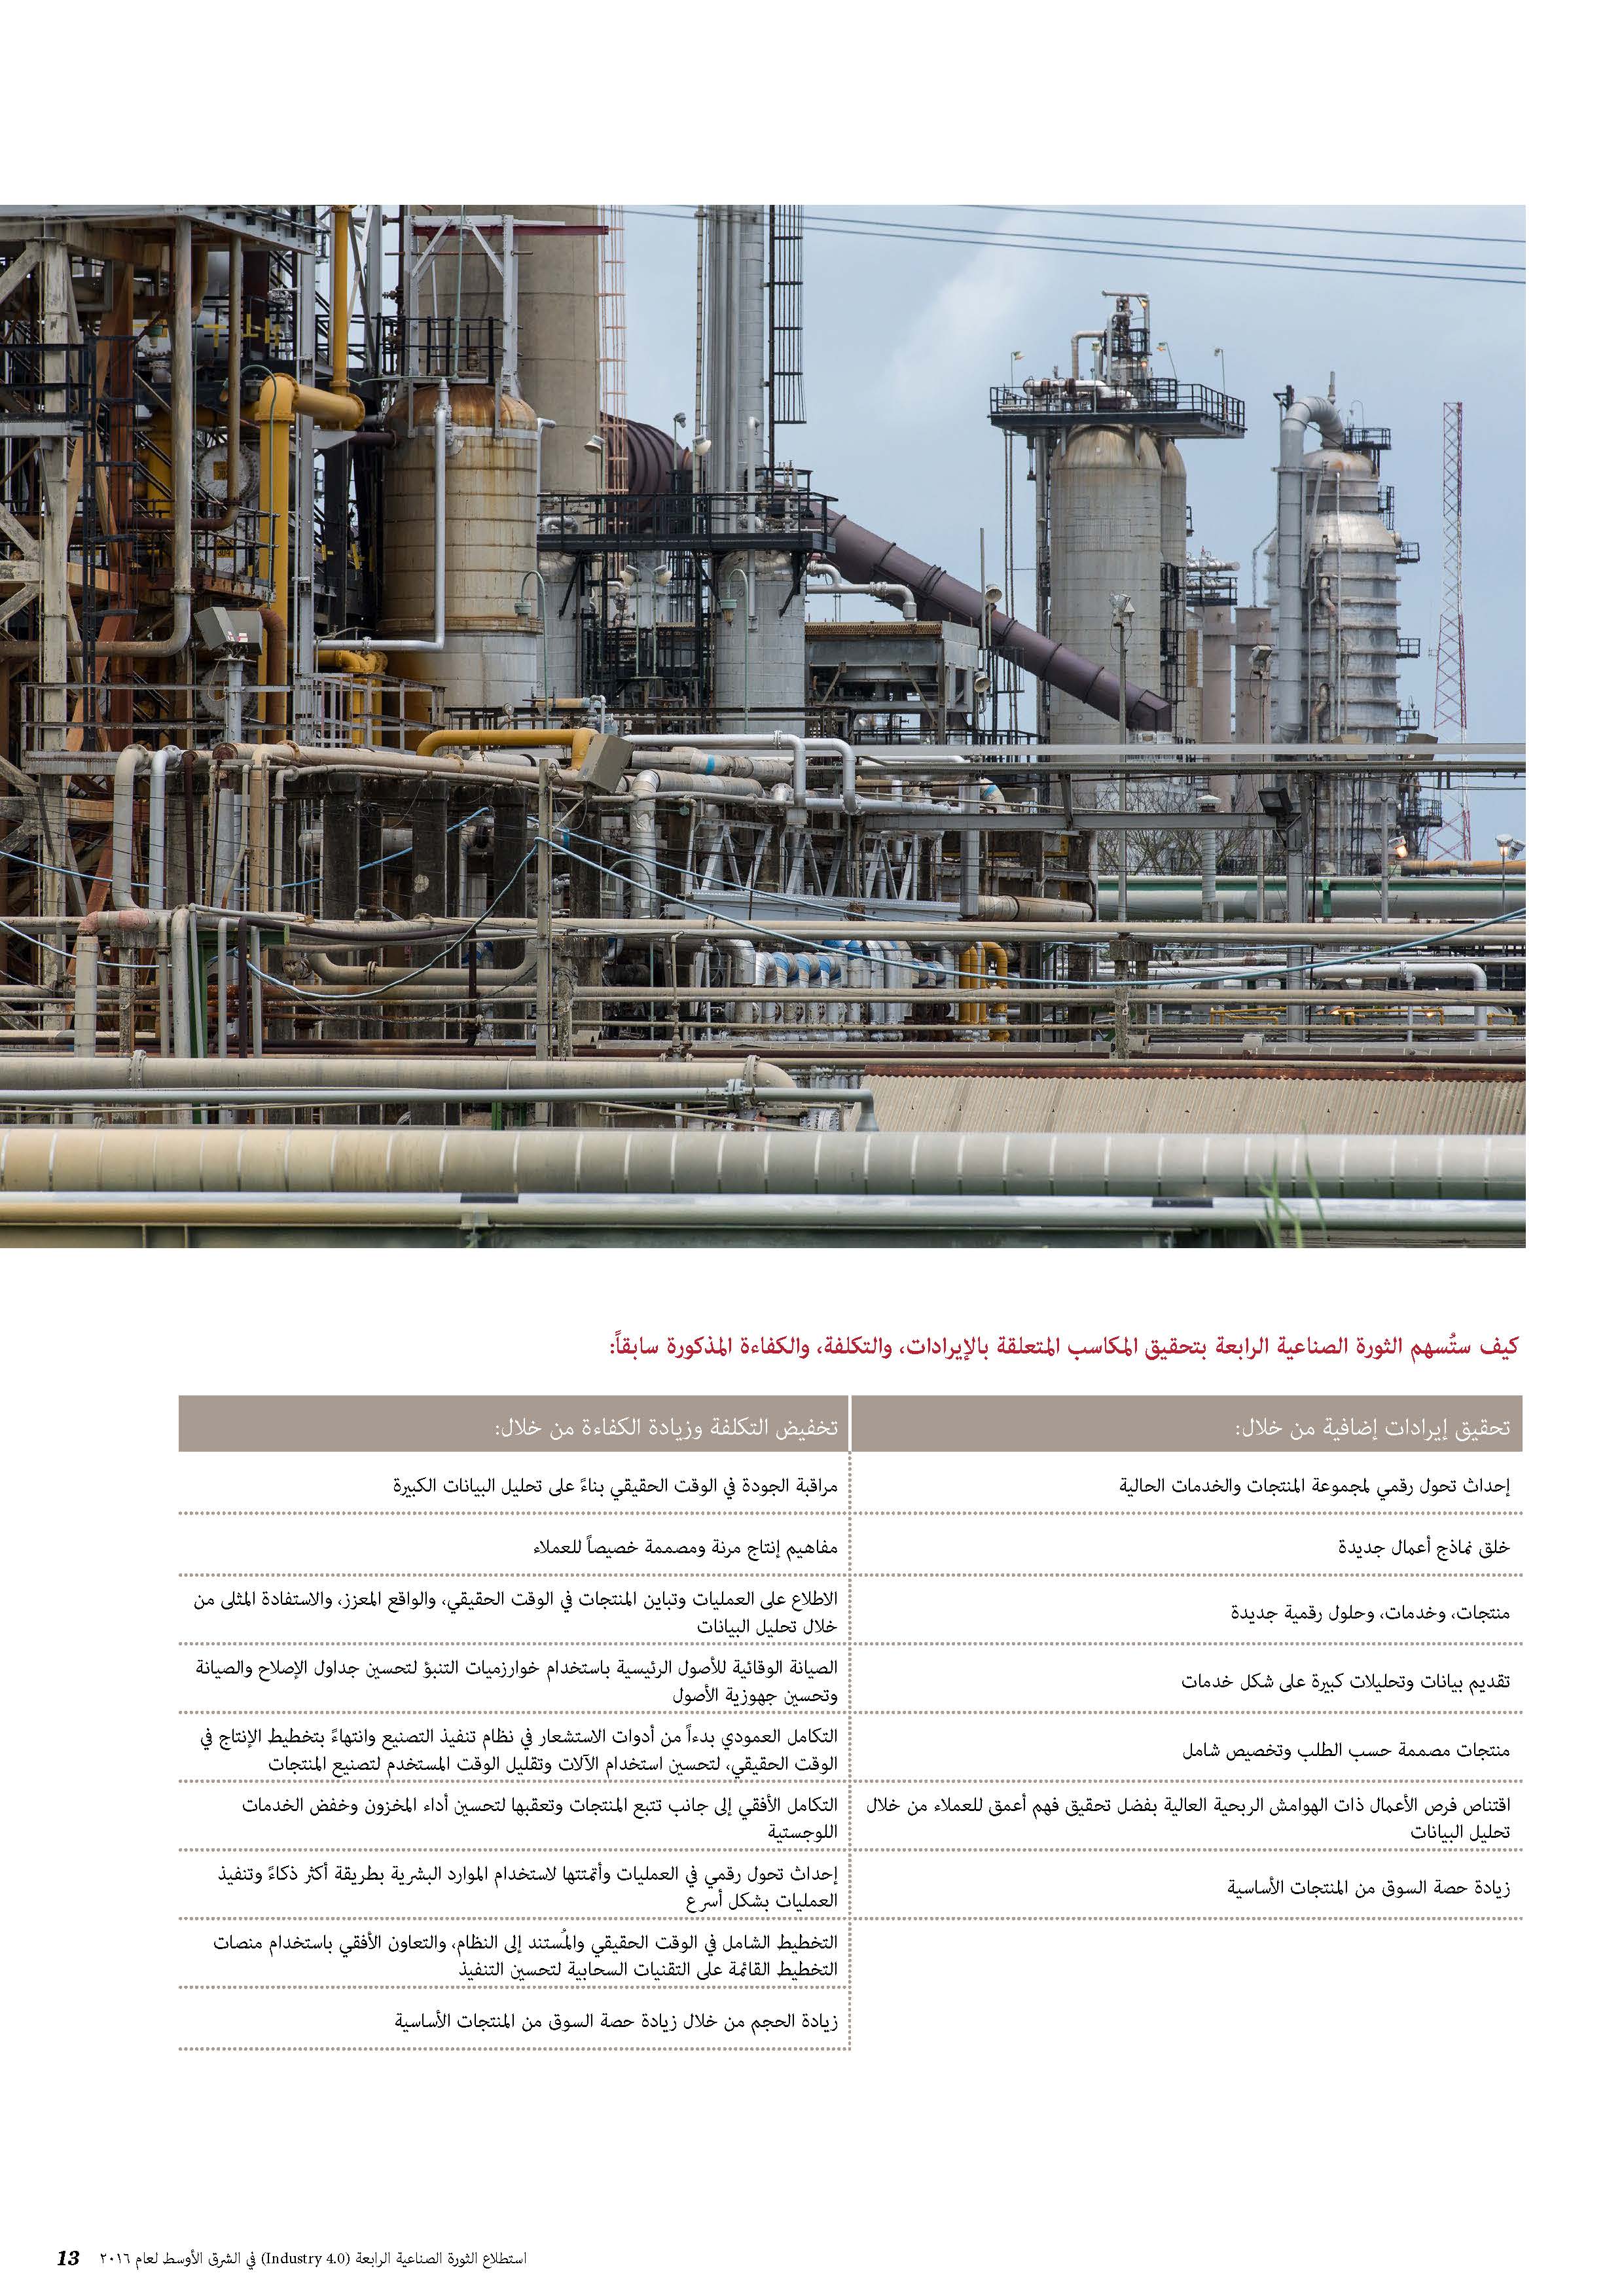 كيف ستُسهم الثورة الصناعية الرابعة بتحقيق المكاسب المتعلقة بالإيرادات، والتكلفة، والكفاءة المذكورة سابقاً:
تحقيق إيرادات إضافية من خلال:
تخفيض التكلفة وزيادة الكفاءة من خلال:
إحداث تحول رقمي لمجموعة المنتجات والخدمات الحالية
مراقبة الجودة في الوقت الحقيقي بناءً على تحليل البيانات الكبيرة
خلق نماذج أعمال جديدة
مفاهيم إنتاج مرنة ومصممة خصيصاً للعملاء
منتجات، وخدمات، وحلول رقمية جديدة
الاطلاع على العمليات وتباين المنتجات في الوقت الحقيقي، والواقع المعزز، والاستفادة المثلى من
خلال تحليل البيانات
تقديم بيانات وتحليلات كبيرة على شكل خدمات
الصيانة الوقائية للأصول الرئيسية باستخدام خوارزميات التنبؤ لتحسين جداول الإصلاح والصيانة
وتحسين جهوزية الأصول
منتجات مصممة حسب الطلب وتخصيص شامل
التكامل العمودي بدءاً من أدوات الاستشعار في نظام تنفيذ التصنيع وانتهاءً بتخطيط الإنتاج في
الوقت الحقيقي، لتحسين استخدام الآلات وتقليل الوقت المستخدم لتصنيع المنتجات
اقتناص فرص الأعمال ذات الهوامش الربحية العالية بفضل تحقيق فهم أعمق للعملاء من خلال
تحليل البيانات
التكامل الأفقي إلى جانب تتبع المنتجات وتعقبها لتحسين أداء المخزون وخفض الخدمات
اللوجستية
زيادة حصة السوق من المنتجات الأساسية
إحداث تحول رقمي في العمليات وأتمتتها لاستخدام الموارد البشرية بطريقة أكثر ذكاءً وتنفيذ
العمليات بشكل أسرع
التخطيط الشامل في الوقت الحقيقي والمُستند إلى النظام، والتعاون الأفقي باستخدام منصات
التخطيط القائمة على التقنيات السحابية لتحسين التنفيذ
زيادة الحجم من خلال زيادة حصة السوق من المنتجات الأساسية
استطلاع الثورة الصناعية الرابعة (Industry 4.0) في الشرق الأوسط لعام ٢٠١٦ 13